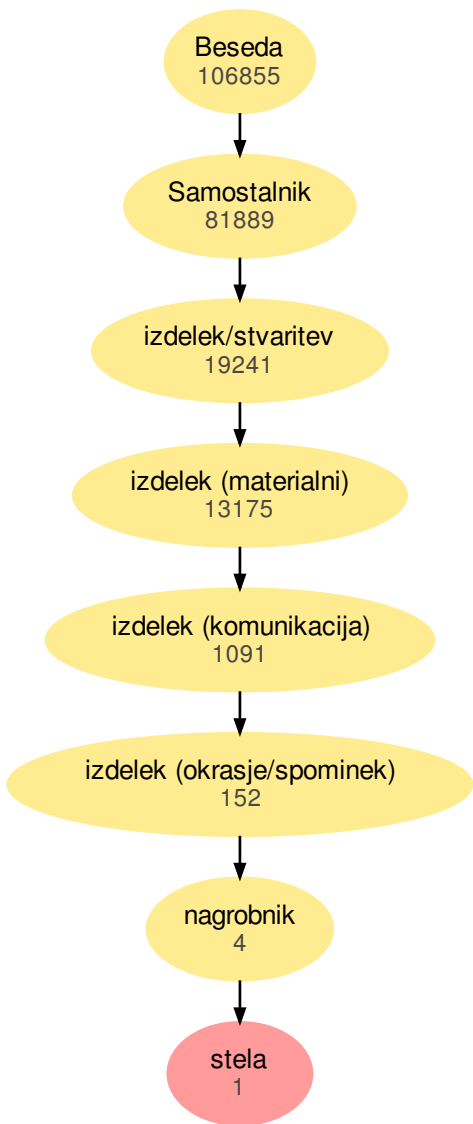 Beseda
106855
Samostalnik
81889
izdelek/stvaritev
19241
izdelek (materialni)
13175
izdelek (komunikacija)
1091
izdelek (okrasje/spominek)
152
nagrobnik
4
stela
1